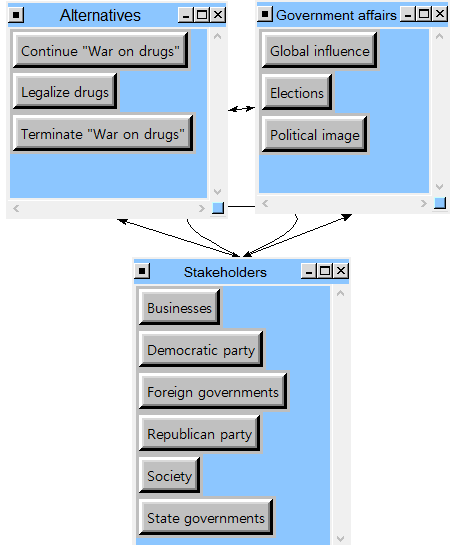 Alternatives
Continue "War on drugs"
Legalize drugs
Terminate "War on drugs"
Government affairs
Global influence
Elections
Political image
Stakeholders
Businesses
Democratic party
Foreign governments
Republican party
Society
State governments